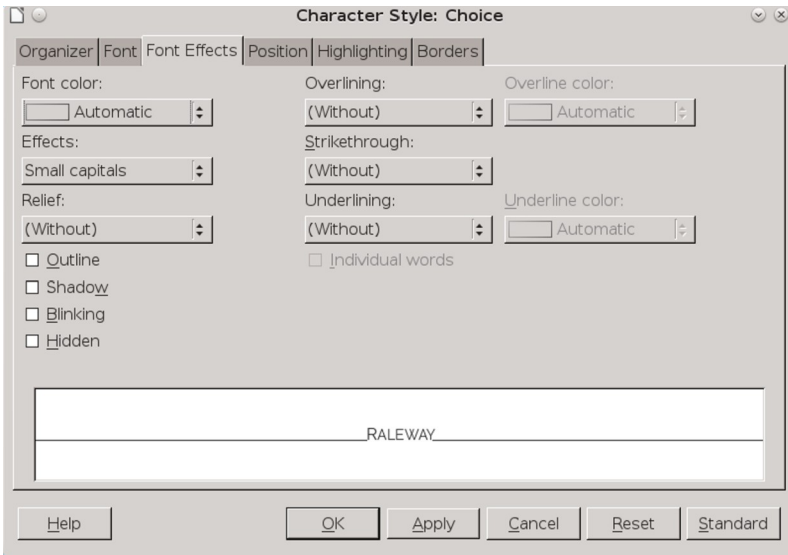 Character Style: Choice
Organizer Font Font Effects Position Highlighting Borders
Font color: Overlining: Overline color:
Automatic (Without) Automatic
Effects: Strikethrough:
Small capitals (Without)
Relief: Underlining: Underline color:
(Without) (Without) Automatic
Outline Individual words
Shadow
Blinking
Hidden
RALEWAY
Help OK Apply Cancel Reset Standard